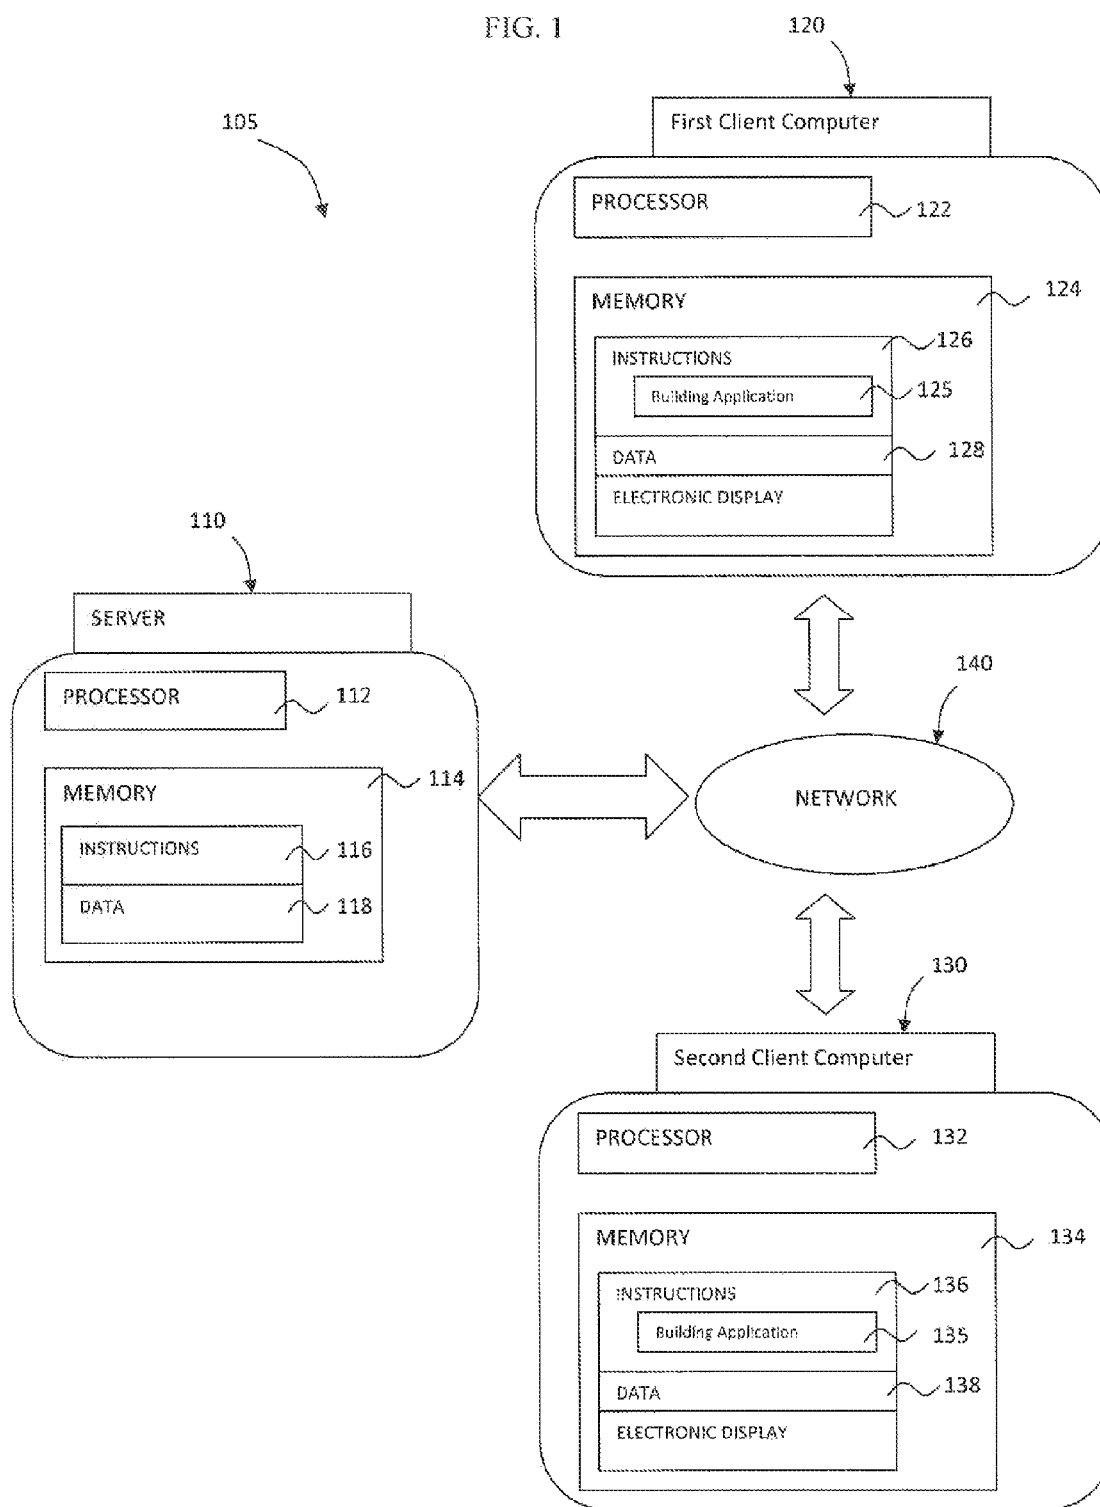 FIG. 1
120
First Client Computer
105
PROCESSOR
122
MEMORY
124
INSTRUCTIONS
126
Building Application
125
DATA
128
ELECTRONIC DISPLAY
110
SERVER
PROCESSOR
112
MEMORY
114
INSTRUCTIONS
116
DATA
118
140
NETWORK
130
Second Client Computer
PROCESSOR
132
MEMORY
134
INSTRUCTIONS
136
Building Application
135
DATA
138
ELECTRONIC DISPLAY